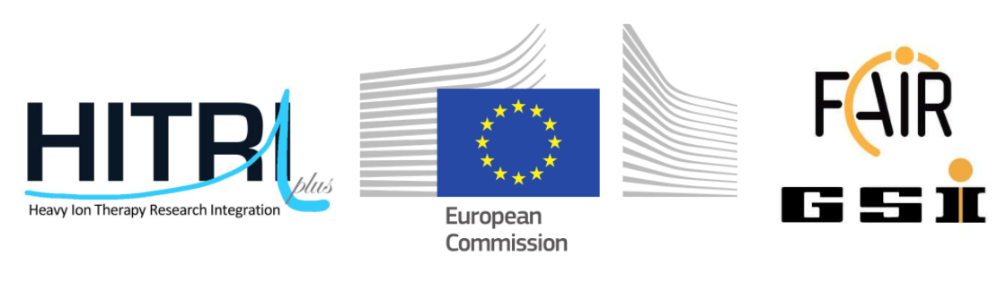 HITRI plus
Heavy Ion Therapy Research Integration
European
Commission
FAIR
GSI